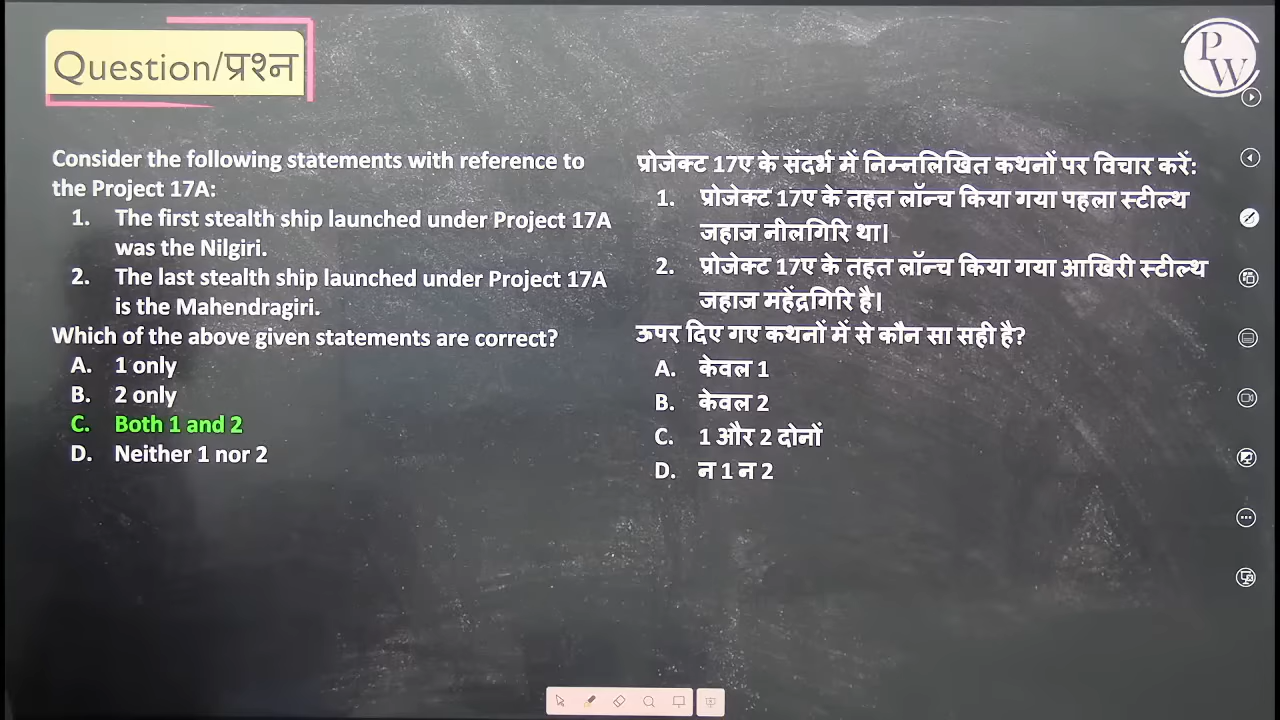 Question/प्रश्न
PW
Consider the following statements with reference to
the Project 17A:
1. The first stealth ship launched under Project 17A
was the Nilgiri.
2. The last stealth ship launched under Project 17A
is the Mahendragiri.
Which of the above given statements are correct?
A. 1 only
B. 2 only
C. Both 1 and 2
D. Neither 1 nor 2
प्रोजेक्ट 17ए के संदर्भ में निम्नलिखित कथनों पर विचार करें:
1. प्रोजेक्ट 17ए के तहत लॉन्च किया गया पहला स्टील्थ
जहाज नीलगिरि था।
2. प्रोजेक्ट 17ए के तहत लॉन्च किया गया आखिरी स्टील्थ
जहाज महेंद्रगिरि है।
ऊपर दिए गए कथनों में से कौन सा सही है?
A. केवल 1
B. केवल 2
C. 1 और 2 दोनों
D. न 1 न 2